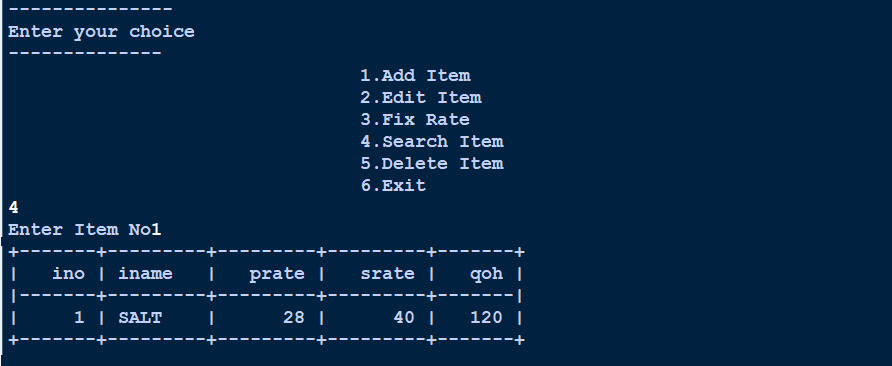 ---------------
Enter your choice
--------------
1.Add Item
2.Edit Item
3.Fix Rate
4.Search Item
5.Delete Item
6.Exit
4
Enter Item No1
+-------+---------+---------+---------+-------+
|   ino | iname   |   prate |   srate |   qoh |
|-------+---------+---------+---------+-------|
|     1 | SALT    |      28 |      40 |   120 |
+-------+---------+---------+---------+-------+